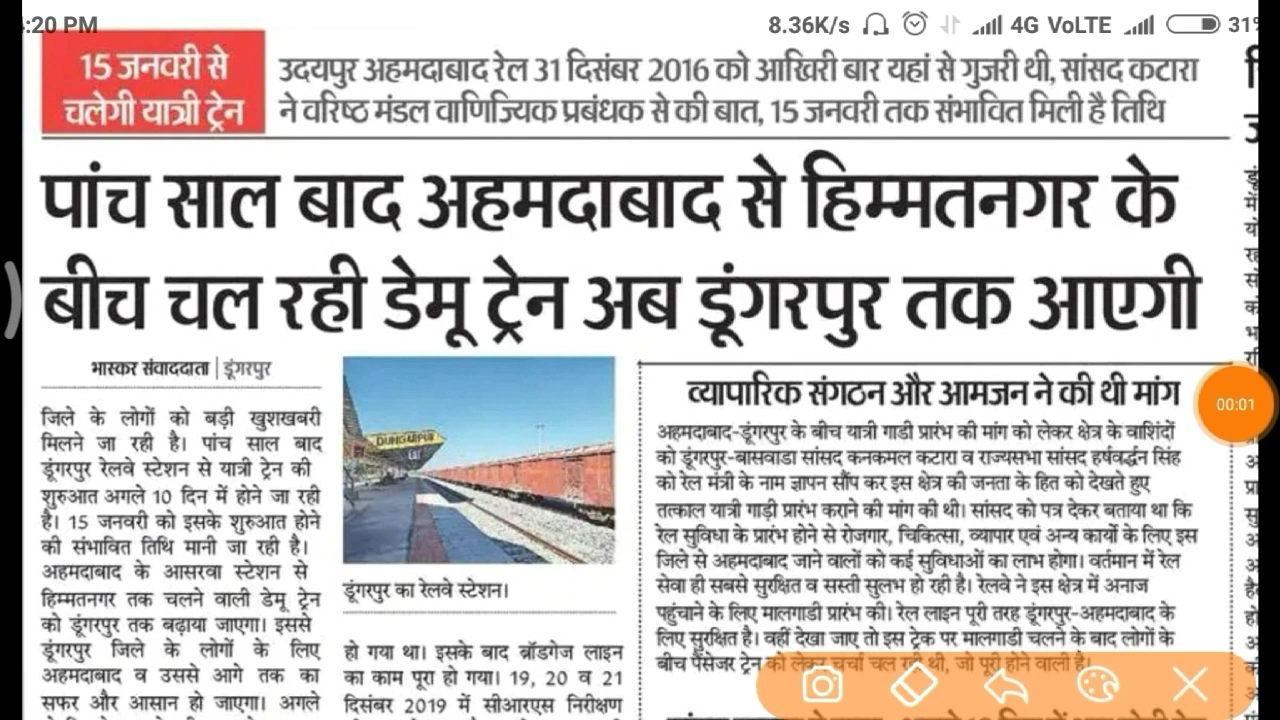 :20 PM
8.36K/s 4G VoLTE 31%
15 जनवरी से
चलेगी यात्री ट्रेन
उदयपुर अहमदाबाद रेल 31 दिसंबर 2016 को आखिरी बार यहां से गुजरी थी, सांसद कटारा
ने वरिष्ठ मंडल वाणिज्यिक प्रबंधक से की बात, 15 जनवरी तक संभावित मिली है तिथि
पांच साल बाद अहमदाबाद से हिम्मतनगर के
बीच चल रही डेमू ट्रेन अब डूंगरपुर तक आएगी
भास्कर संवाददाता | डूंगरपुर
जिले के लोगों को बड़ी खुशखबरी
मिलने जा रही है। पांच साल बाद
डूंगरपुर रेलवे स्टेशन से यात्री ट्रेन की
शुरुआत अगले 10 दिन में होने जा रही
है। 15 जनवरी को इसके शुरुआत होने
की संभावित तिथि मानी जा रही है।
अहमदाबाद के आसरवा स्टेशन से
हिम्मतनगर तक चलने वाली डेमू ट्रेन
को डूंगरपुर तक बढ़ाया जाएगा। इससे
डूंगरपुर जिले के लोगों के लिए
अहमदाबाद व उससे आगे तक का
सफर और आसान हो जाएगा। अगले
DUNGARPUR
डूंगरपुर का रेलवे स्टेशन।
हो गया था। इसके बाद ब्रॉडगेज लाइन
का काम पूरा हो गया। 19, 20 व 21
दिसंबर 2019 में सीआरएस निरीक्षण
व्यापारिक संगठन और आमजन ने की थी मांग
अहमदाबाद-डूंगरपुर के बीच यात्री गाडी प्रारंभ की मांग को लेकर क्षेत्र के वाशिंदों
को डूंगरपुर-बासवाडा सांसद कनकमल कटारा व राज्यसभा सांसद हर्षवर्द्धन सिंह
को रेल मंत्री के नाम ज्ञापन सौंप कर इस क्षेत्र की जनता के हित को देखते हुए
तत्काल यात्री गाड़ी प्रारंभ कराने की मांग की थी। सांसद को पत्र देकर बताया था कि
रेल सुविधा के प्रारंभ होने से रोजगार, चिकित्सा, व्यापार एवं अन्य कार्यो के लिए इस
जिले से अहमदाबाद जाने वालों को कई सुविधाओं का लाभ होगा। वर्तमान में रेल
सेवा ही सबसे सुरक्षित व सस्ती सुलभ हो रही है। रेलवे ने इस क्षेत्र में अनाज
पहुंचाने के लिए मालगाडी प्रारंभ की। रेल लाइन पूरी तरह डूंगरपुर-अहमदाबाद के
लिए सुरक्षित है। वहीं देखा जाए तो इस ट्रेक पर मालगाडी चलने के बाद लोगों के
बीच पैसेंजर ट्रेन को लेकर चर्चा चल रही थी, जो पूरी होने वाली है।
00:01